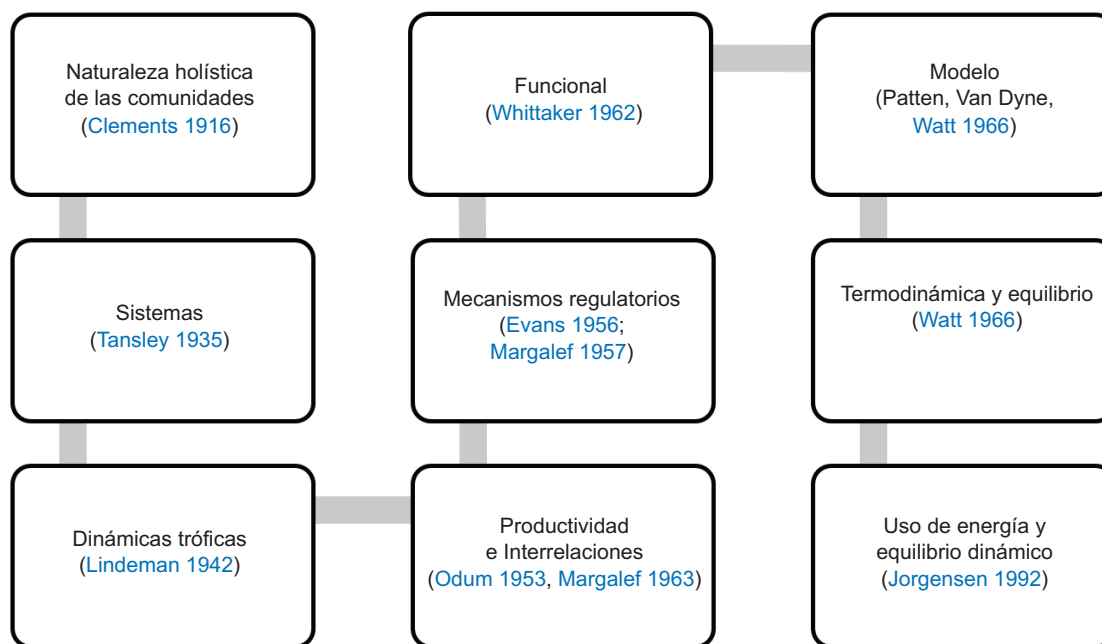 Naturaleza holística
de las comunidades
(Clements 1916)
Sistemas
(Tansley 1935)
Dinámicas tróficas
(Lindeman 1942)
Productividad
e Interrelaciones
(Odum 1953, Margalef 1963)
Mecanismos regulatorios
(Evans 1956;
Margalef 1957)
Funcional
(Whittaker 1962)
Modelo
(Patten, Van Dyne,
Watt 1966)
Termodinámica y equilibrio
(Watt 1966)
Uso de energía y
equilibrio dinámico
(Jorgensen 1992)